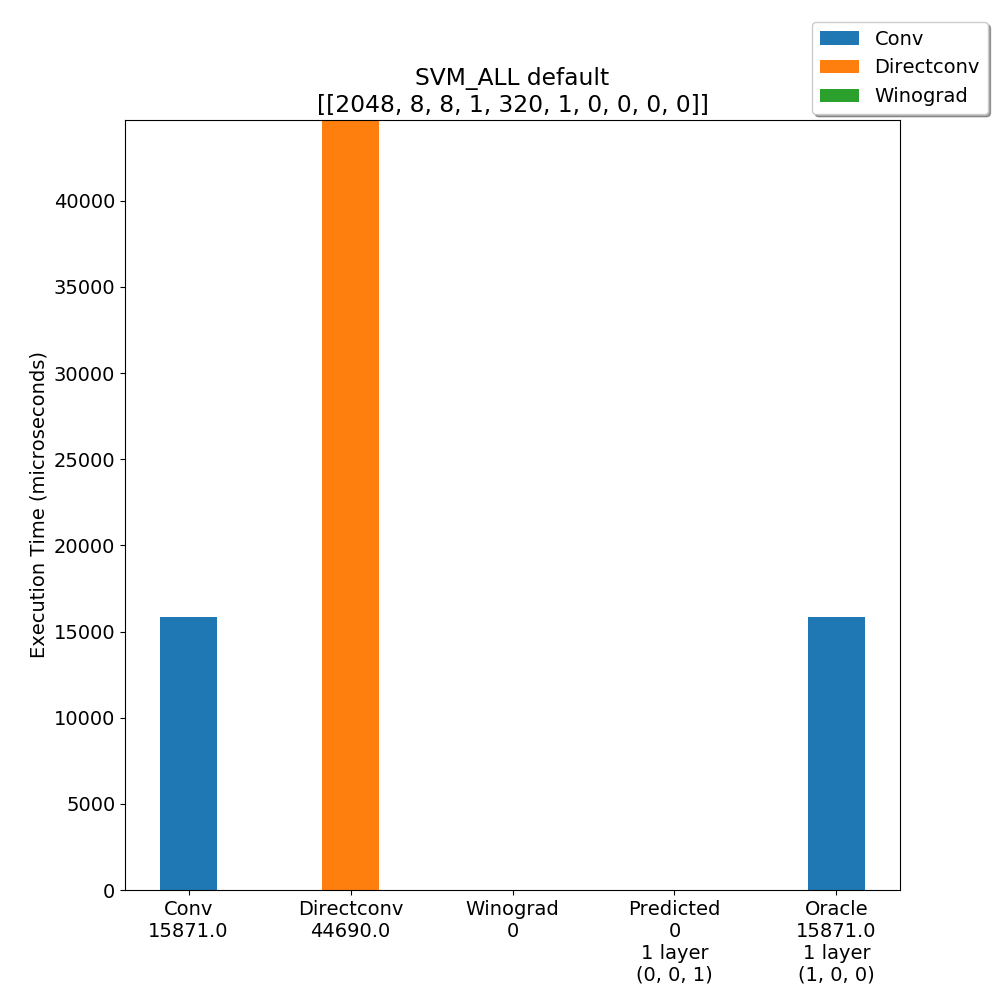 Conv
Directconv
Winograd
SVM_ALL default
[[2048, 8, 8, 1, 320, 1, 0, 0, 0, 0]]
Execution Time (microseconds)
40000
35000
30000
25000
20000
15000
10000
5000
0
Conv
15871.0
Directconv
44690.0
Winograd
0
Predicted
0
1 layer
(0, 0, 1)
Oracle
15871.0
1 layer
(1, 0, 0)